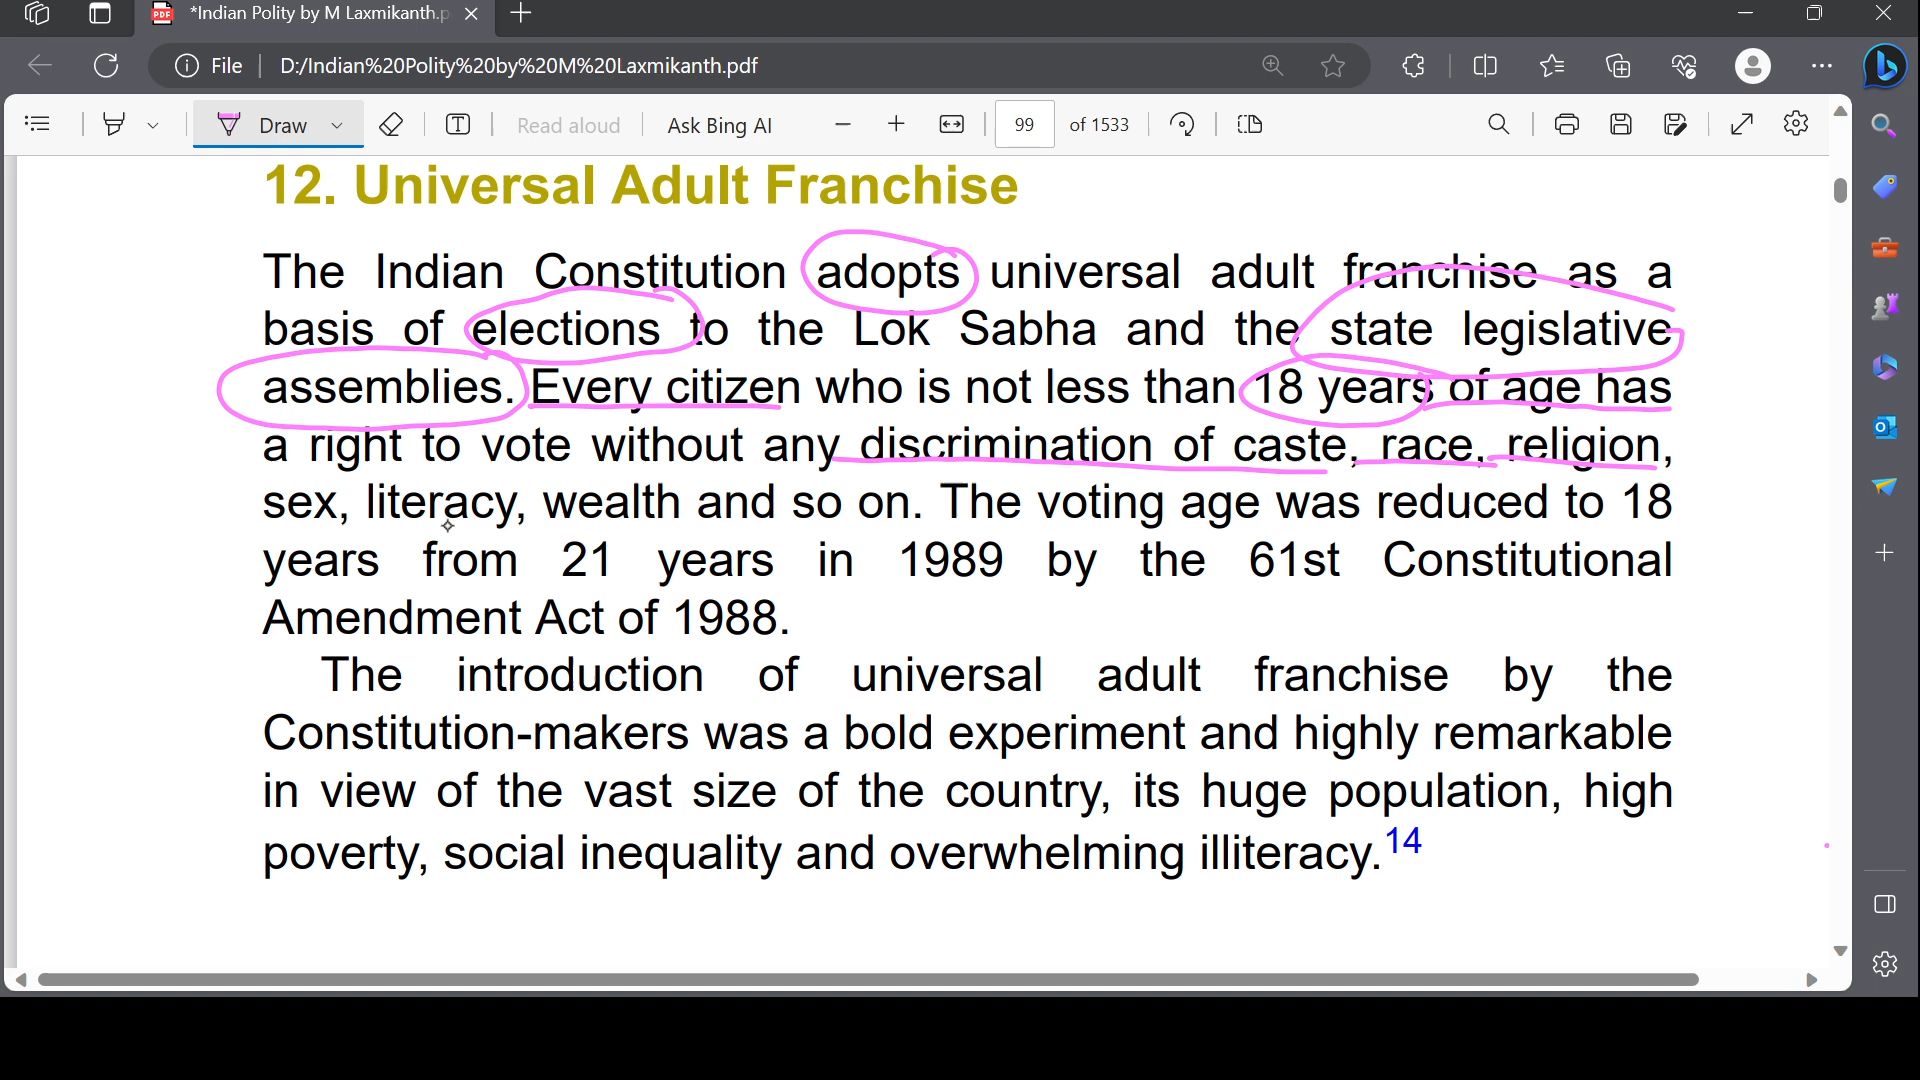 *Indian Polity by M Laxmikanth.p
File D:/Indian%20Polity%20by%20M%20Laxmikanth.pdf
Draw Read aloud Ask Bing AI 99 of 1533
12. Universal Adult Franchise
The Indian Constitution adopts universal adult franchise as a
basis of elections to the Lok Sabha and the state legislative
assemblies. Every citizen who is not less than 18 years of age has
a right to vote without any discrimination of caste, race, religion,
sex, literacy, wealth and so on. The voting age was reduced to 18
years from 21 years in 1989 by the 61st Constitutional
Amendment Act of 1988.
The introduction of universal adult franchise by the
Constitution-makers was a bold experiment and highly remarkable
in view of the vast size of the country, its huge population, high
poverty, social inequality and overwhelming illiteracy.14